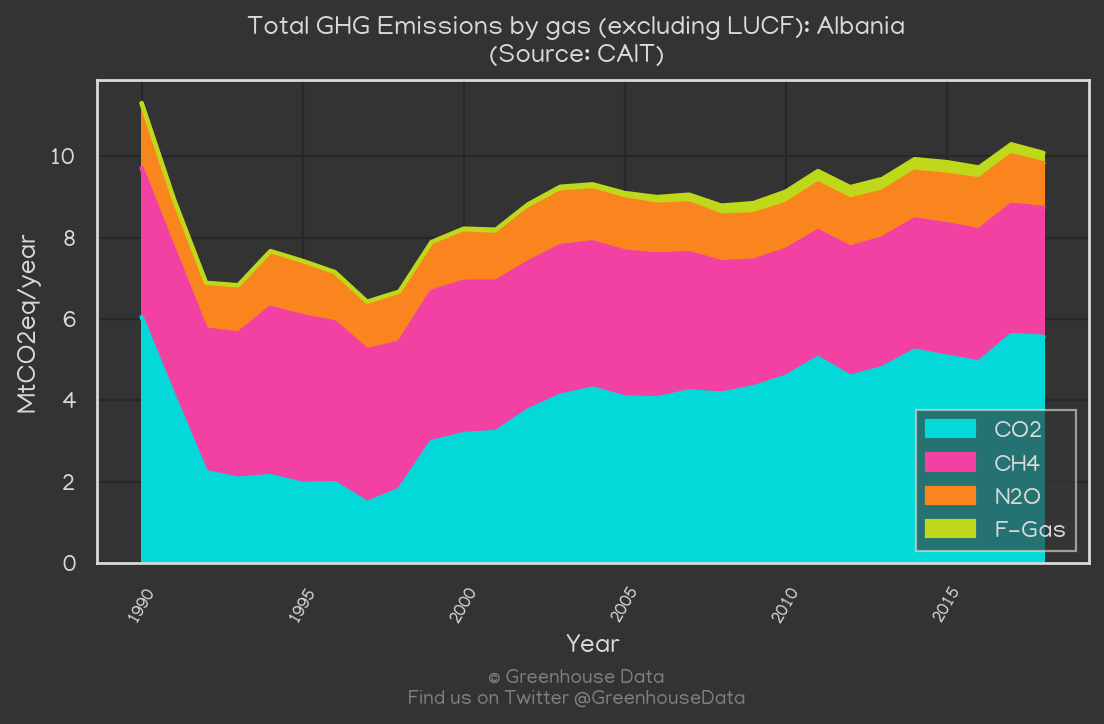 Total GHG Emissions by gas (excluding LUCF): Albania
(Source: CAIT)
MtCO2eq/year
10
8
6
4
2
0
CO2
CH4
N2O
F-Gas
1990
1995
2000
2005
2010
2015
Year
© Greenhouse Data
Find us on Twitter @GreenhouseData